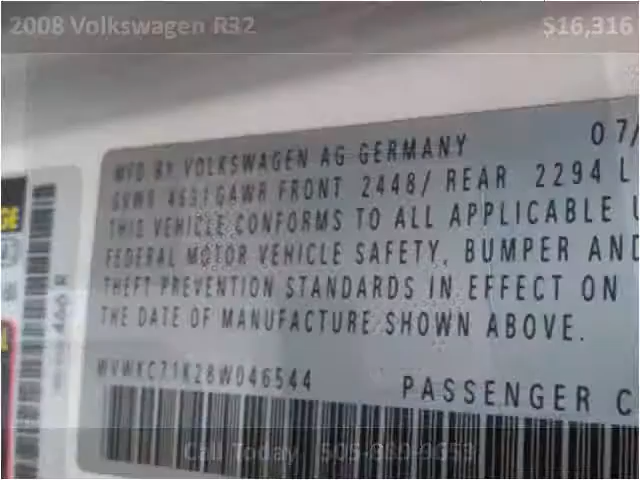 2008 Volkswagen R32
$16,316
MFD BY VOLKSWAGEN AG GERMANY 07/
GVWR 4631 GAWR FRONT 2448/ REAR 2294 L
THIS VEHICLE CONFORMS TO ALL APPLICABLE
FEDERAL MOTOR VEHICLE SAFETY, BUMPER AND
THEFT PREVENTION STANDARDS IN EFFECT ON
THE DATE OF MANUFACTURE SHOWN ABOVE.
WVWKC71K28W046544 PASSENGER C
Call Today